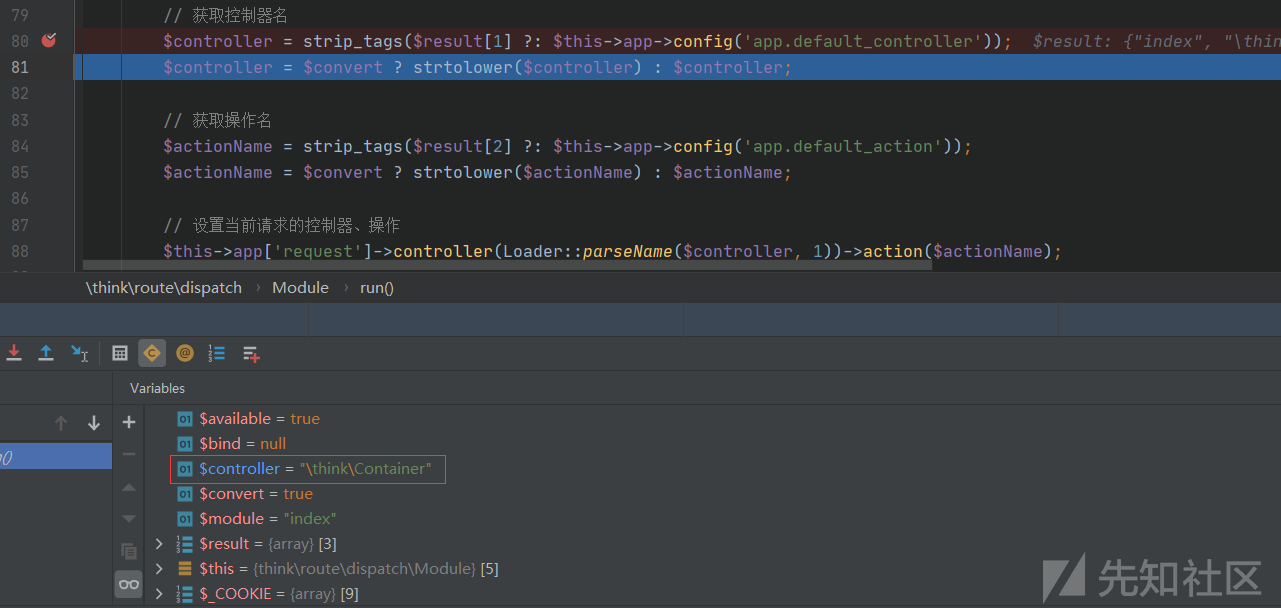 79 // 获取控制器名
80 $controller = strip_tags($result[1] ?: $this->app->config('app.default_controller')); $result: {"index", "\thin
81 $controller = $convert ? strtolower($controller) : $controller;
82
83 // 获取操作名
84 $actionName = strip_tags($result[2] ?: $this->app->config('app.default_action'));
85 $actionName = $convert ? strtolower($actionName) : $actionName;
86
87 // 设置当前请求的控制器、操作
88 $this->app['request']->controller(Loader::parseName($controller, 1))->action($actionName);
\think\route\dispatch › Module › run()
Variables
$available = true
$bind = null
()
$controller = "\think\Container"
$convert = true
$module = "index"
$result = {array} [3]
$this = {think\route\dispatch\Module} [5]
$_COOKIE = {array} [9]
先知社区